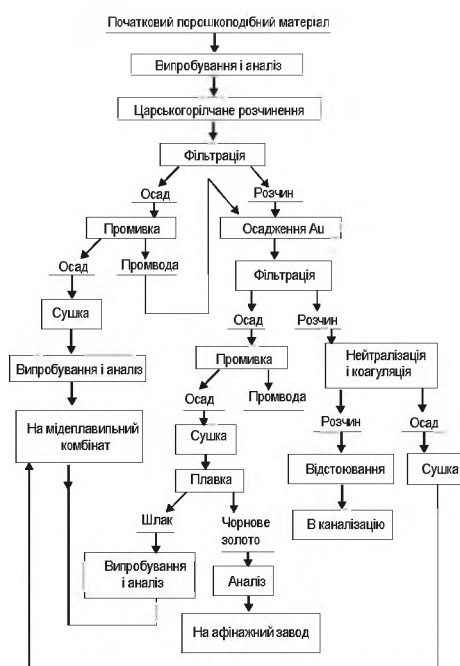 Початковий порошкоподібний матеріал
Випробування і аналіз
Царськогорілчане розчинення
Фільтрація
Осад
Розчин
Промивка
Осадження Au
Осад
Промвода
Фільтрація
Сушка
Осад
Розчин
Випробування і аналіз
Промивка
Нейтралізація
і коагуляція
На мідеплавильний
комбінат
Осад
Промвода
Сушка
Розчин
Осад
Плавка
Відстоювання
Сушка
Шлак
Чорнове
золото
В каналізацію
Випробування
і аналіз
Аналіз
На афінажний завод